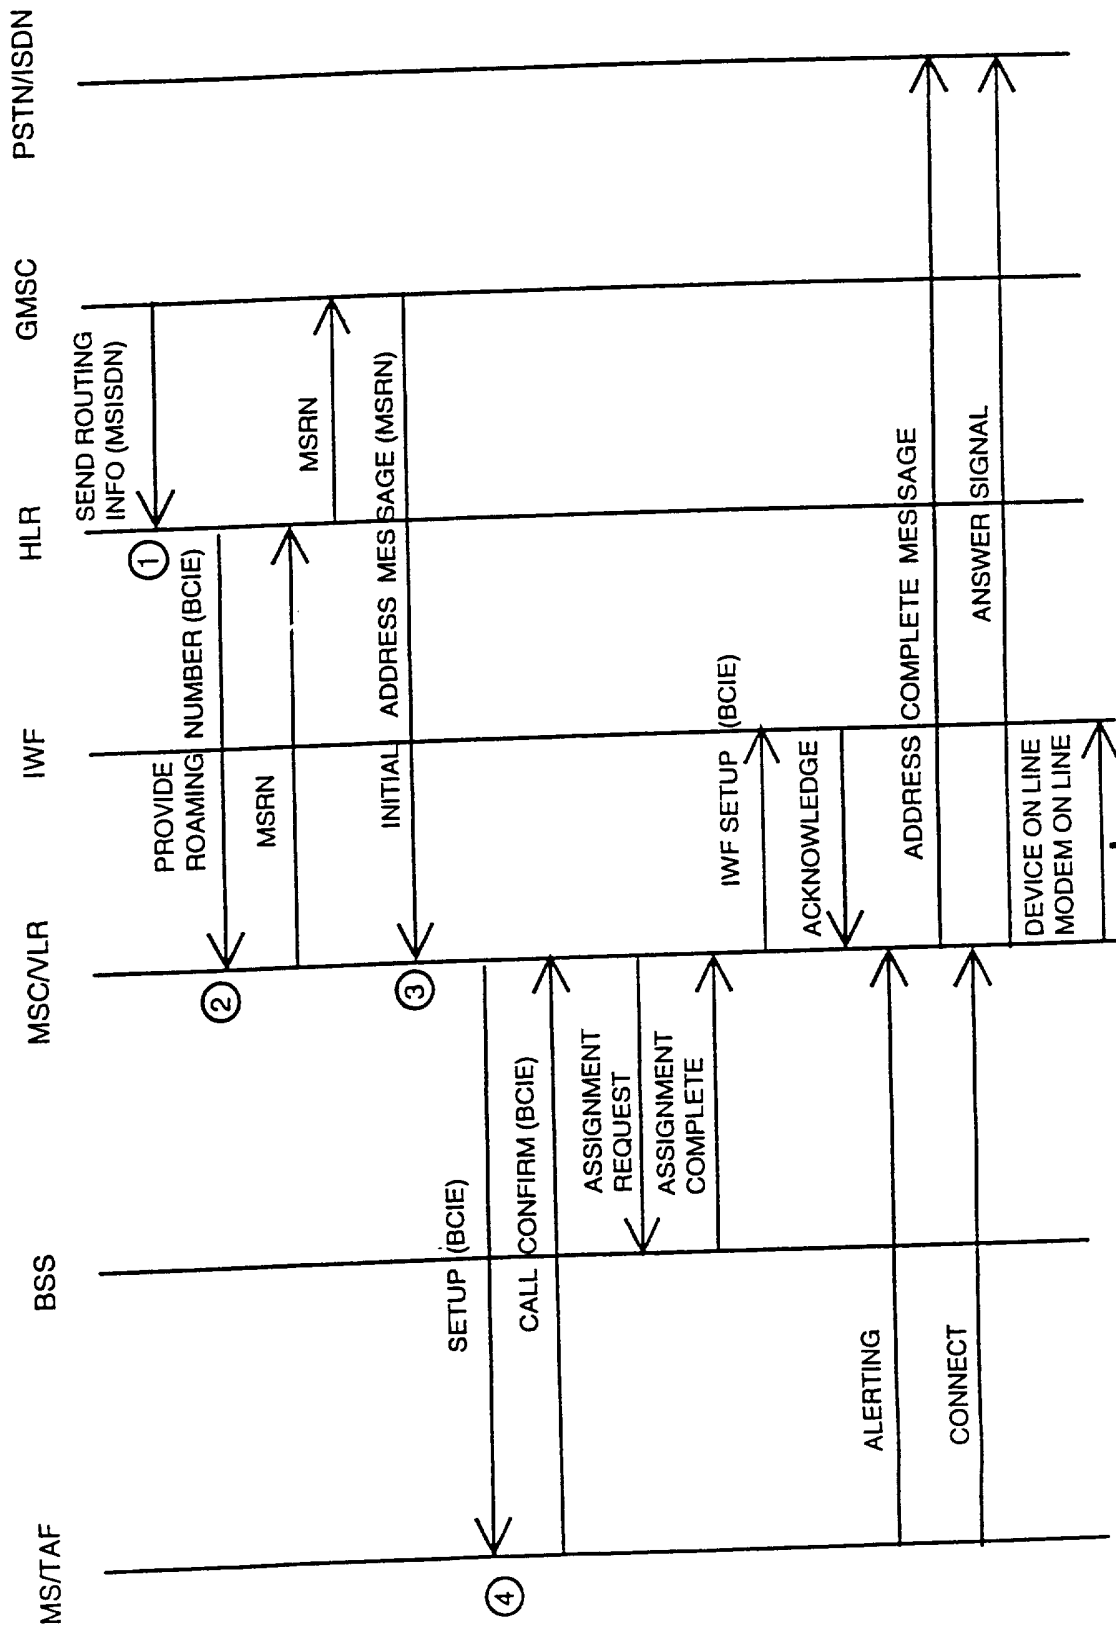 MS/TAF
BSS
MSC/VLR
IWF
HLR
GMSC
PSTN/ISDN
SEND ROUTING
INFO (MSISDN)
1
PROVIDE
ROAMING NUMBER (BCIE)
2
MSRN
MSRN
INITIAL ADDRESS MESSAGE (MSRN)
3
SETUP (BCIE)
4
CALL CONFIRM (BCIE)
ASSIGNMENT
REQUEST
ASSIGNMENT
COMPLETE
IWF SETUP (BCIE)
ACKNOWLEDGE
ALERTING
ADDRESS COMPLETE MESSAGE
CONNECT
ANSWER SIGNAL
DEVICE ON LINE
MODEM ON LINE